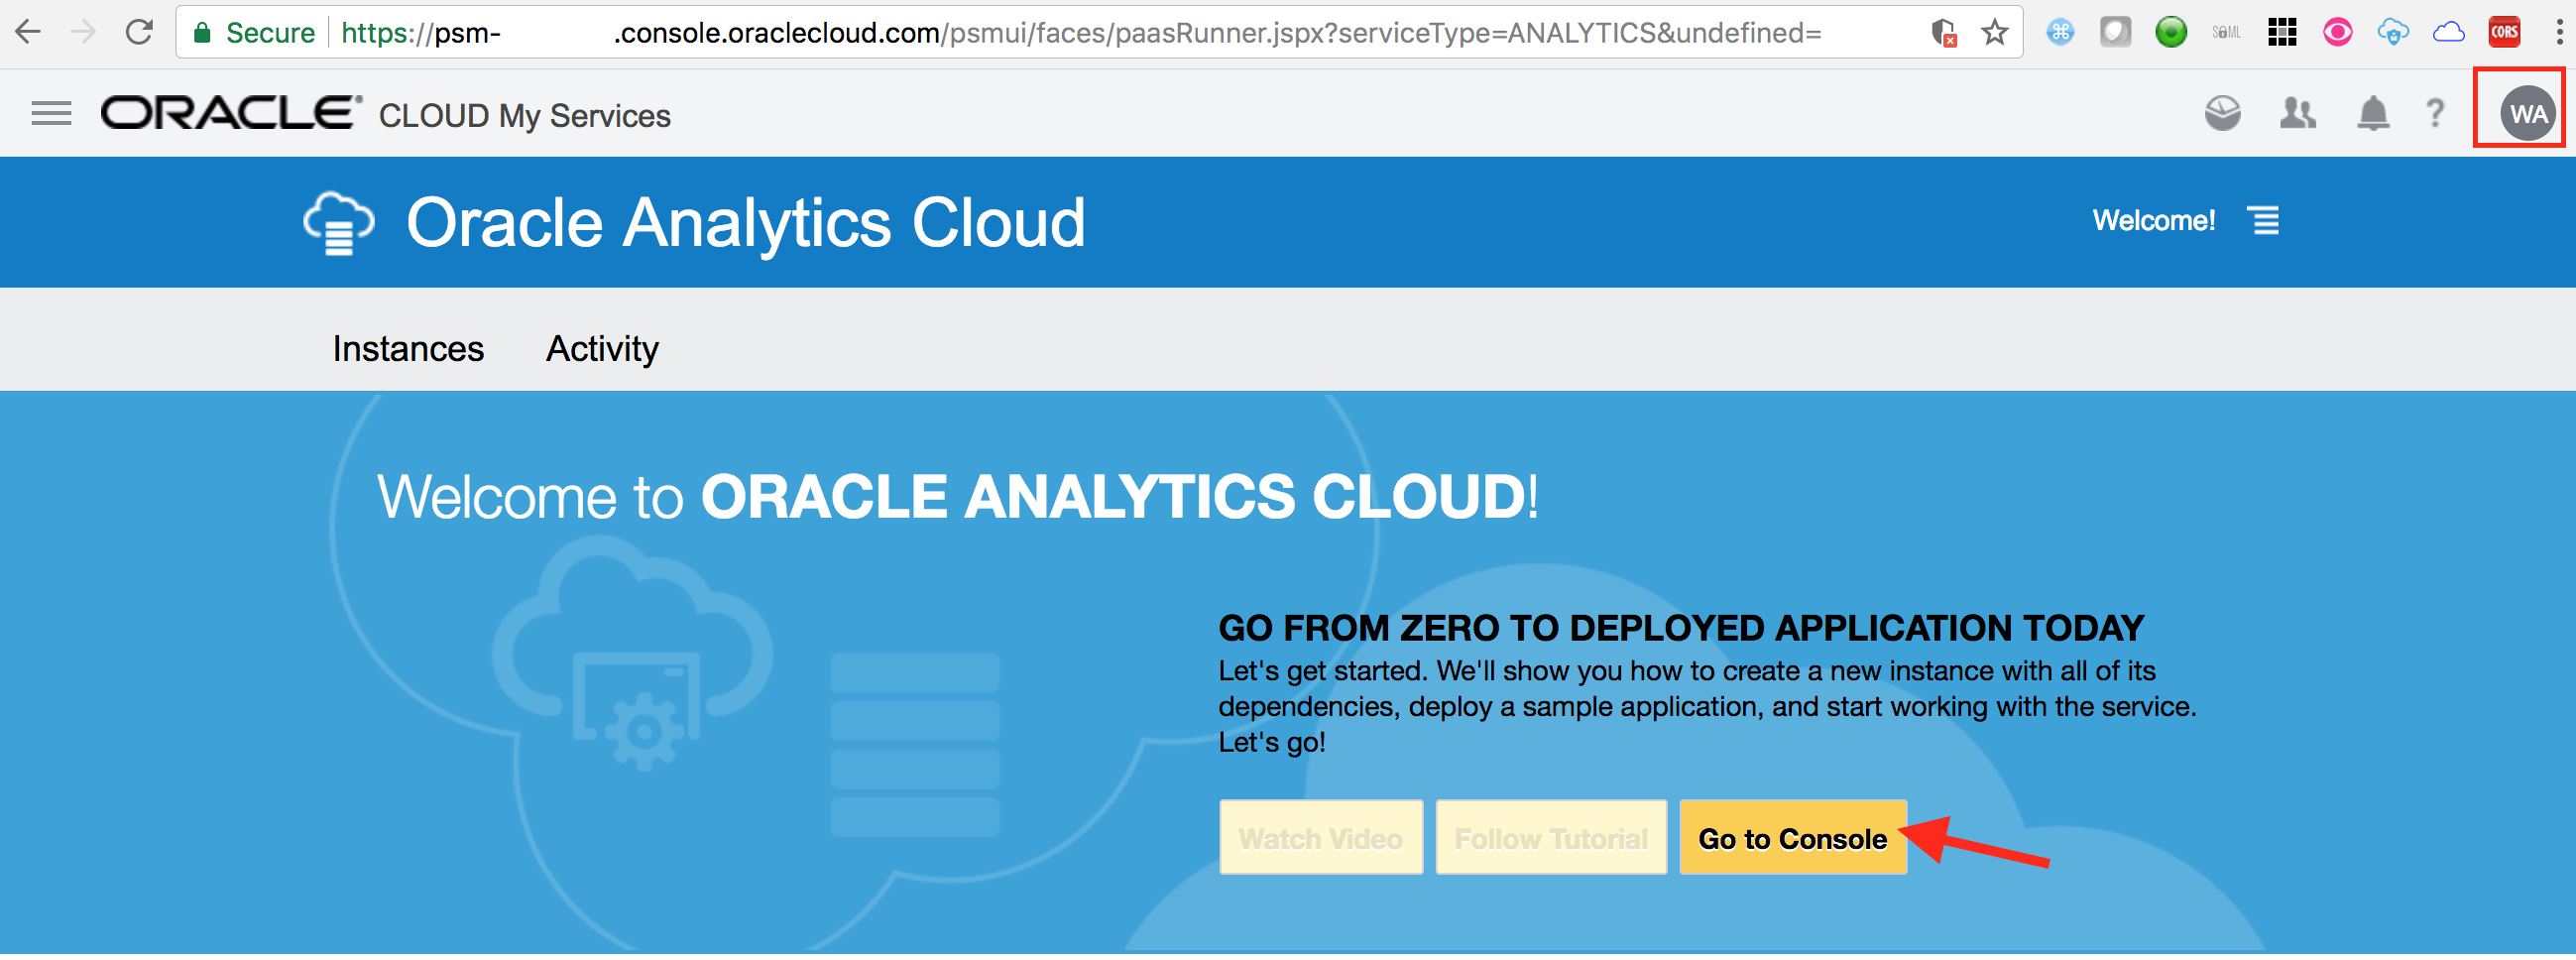 Secure https://psm- .console.oraclecloud.com/psmui/faces/paasRunner.jspx?serviceType=ANALYTICS&undefined= SAML CORS
ORACLE® CLOUD My Services ? WA
Oracle Analytics Cloud Welcome!
Instances Activity
Welcome to ORACLE ANALYTICS CLOUD!
GO FROM ZERO TO DEPLOYED APPLICATION TODAY
Let's get started. We'll show you how to create a new instance with all of its
dependencies, deploy a sample application, and start working with the service.
Let's go!
Watch Video Follow Tutorial Go to Console